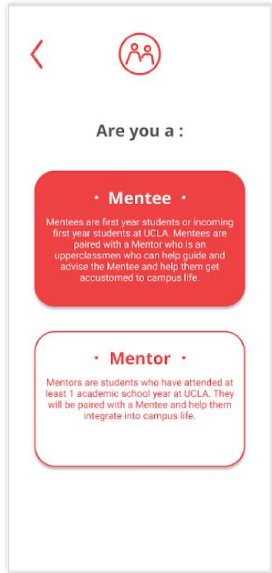 Are you a :
· Mentee ·
Mentees are first year students or incoming
first year students at UCLA. Mentees are
paired with a Mentor who is an
upperclassmen who can help guide and
advise the Mentee and help them get
accustomed to campus life.
· Mentor ·
Mentors are students who have attended at
least 1 academic school year at UCLA. They
will be paired with a Mentee and help them
integrate into campus life.